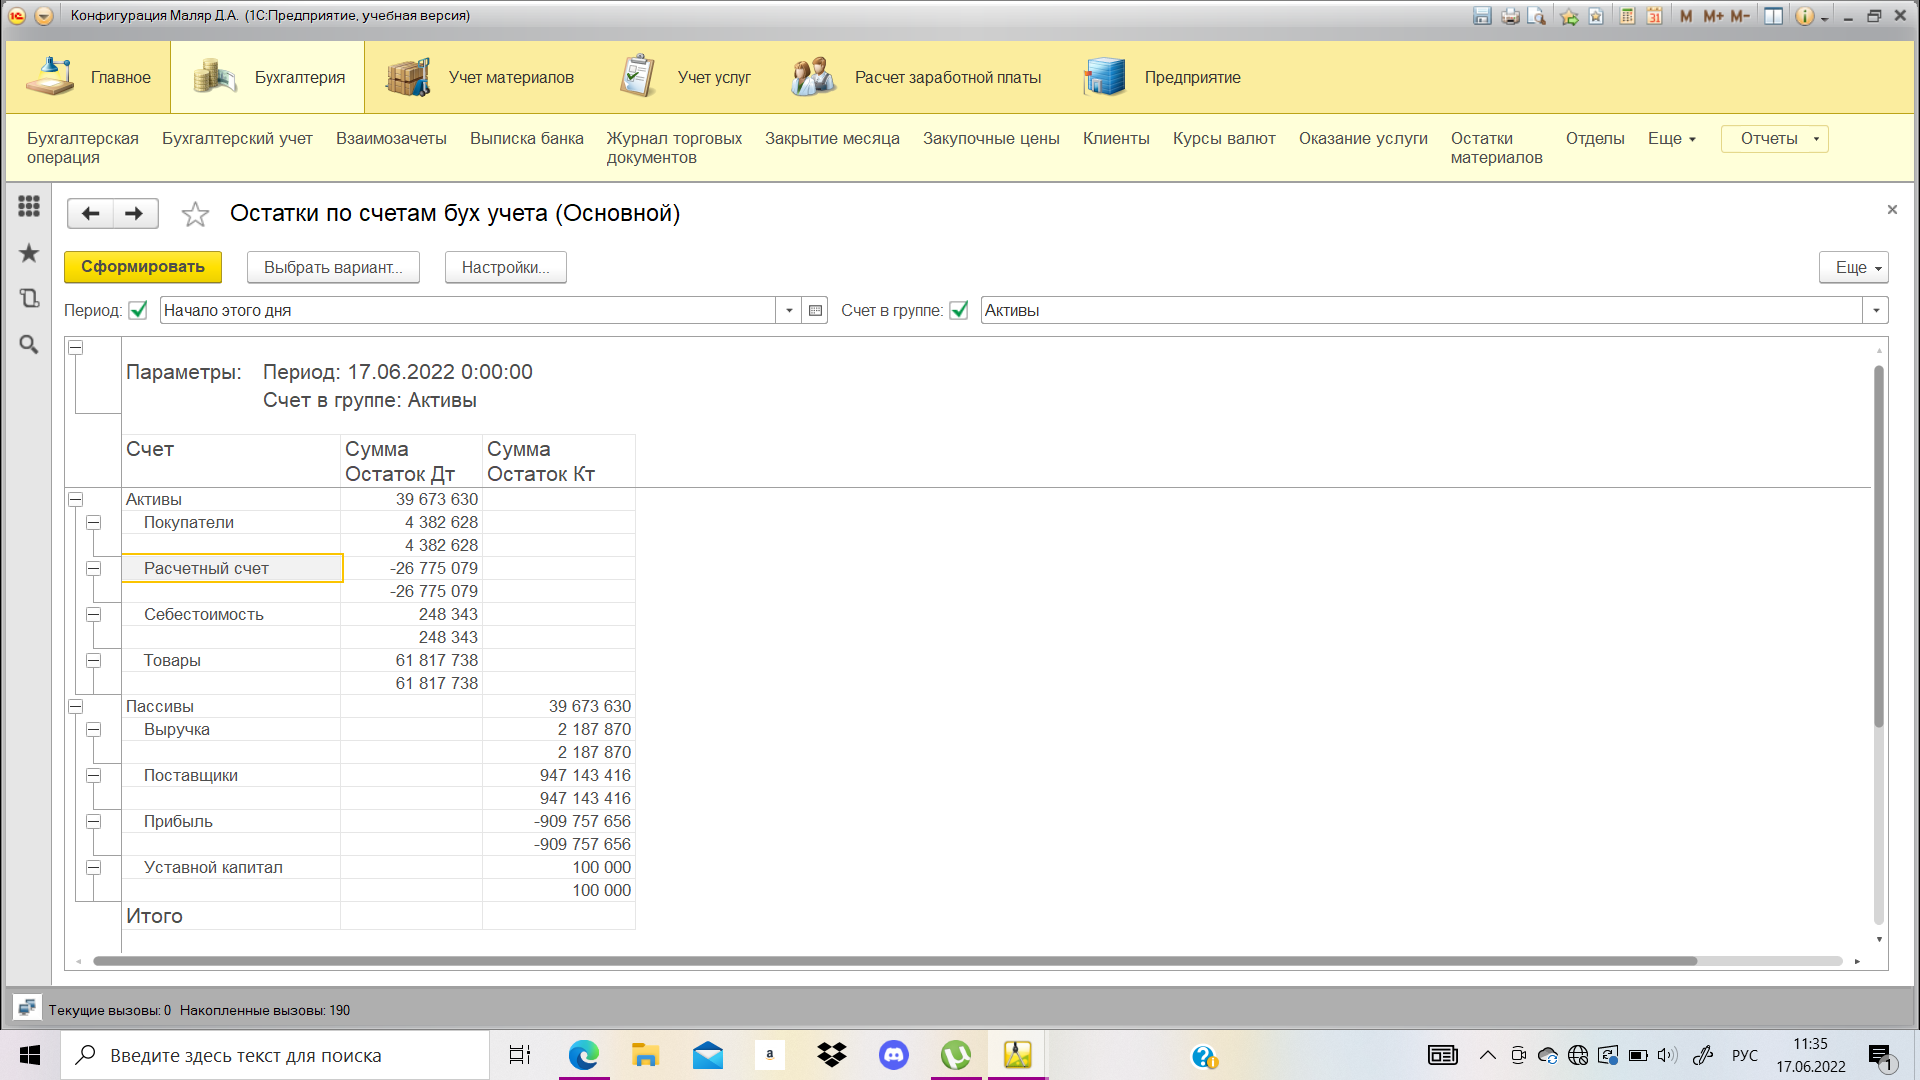 Конфигурация Маляр Д.А. (1С:Предприятие, учебная версия)
M M+ M-
Главное
Бухгалтерия
Учет материалов
Учет услуг
Расчет заработной платы
Предприятие
Бухгалтерская операция
Бухгалтерский учет
Взаимозачеты
Выписка банка
Журнал торговых документов
Закрытие месяца
Закупочные цены
Клиенты
Курсы валют
Оказание услуги
Остатки материалов
Отделы
Еще
Отчеты
Остатки по счетам бух учета (Основной)
Сформировать
Выбрать вариант...
Настройки...
Еще
Период: Начало этого дня
Счет в группе: Активы
Параметры: Период: 17.06.2022 0:00:00
Счет в группе: Активы
Счет Сумма Остаток Дт Сумма Остаток Кт
Активы 39 673 630
Покупатели 4 382 628
4 382 628
Расчетный счет -26 775 079
-26 775 079
Себестоимость 248 343
248 343
Товары 61 817 738
61 817 738
Пассивы 39 673 630
Выручка 2 187 870
2 187 870
Поставщики 947 143 416
947 143 416
Прибыль -909 757 656
-909 757 656
Уставной капитал 100 000
100 000
Итого
Текущие вызовы: 0 Накопленные вызовы: 190
Введите здесь текст для поиска
a
РУС
11:35
17.06.2022
1